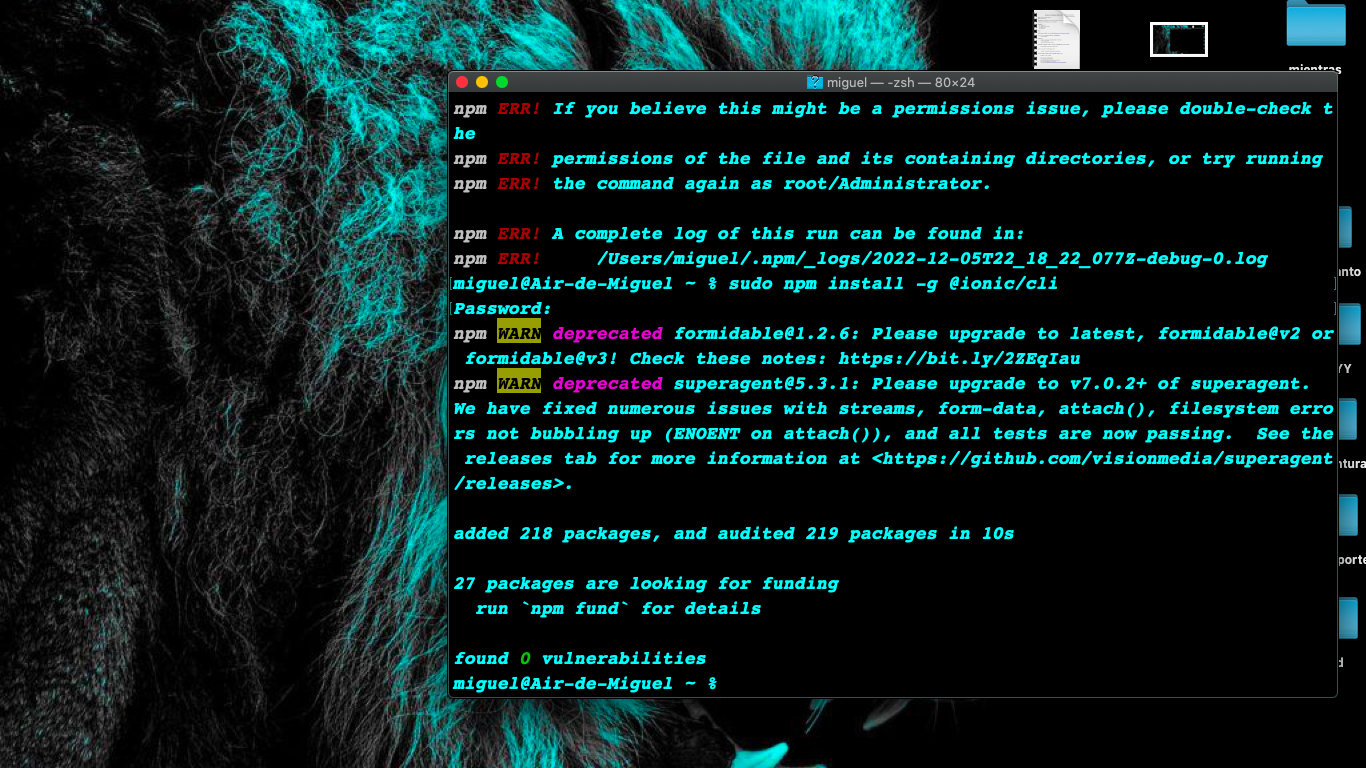 mientras
miguel — -zsh — 80×24
npm ERR! If you believe this might be a permissions issue, please double-check t
he
npm ERR! permissions of the file and its containing directories, or try running
npm ERR! the command again as root/Administrator.
npm ERR! A complete log of this run can be found in:
npm ERR!     /Users/miguel/.npm/_logs/2022-12-05T22_18_22_077Z-debug-0.log
miguel@Air-de-Miguel ~ % sudo npm install -g @ionic/cli
Password:
npm WARN deprecated formidable@1.2.6: Please upgrade to latest, formidable@v2 or
 formidable@v3! Check these notes: https://bit.ly/2ZEqIau
npm WARN deprecated superagent@5.3.1: Please upgrade to v7.0.2+ of superagent.
We have fixed numerous issues with streams, form-data, attach(), filesystem erro
rs not bubbling up (ENOENT on attach()), and all tests are now passing.  See the
 releases tab for more information at <https://github.com/visionmedia/superagent
/releases>.
added 218 packages, and audited 219 packages in 10s
27 packages are looking for funding
  run `npm fund` for details
found 0 vulnerabilities
miguel@Air-de-Miguel ~ %